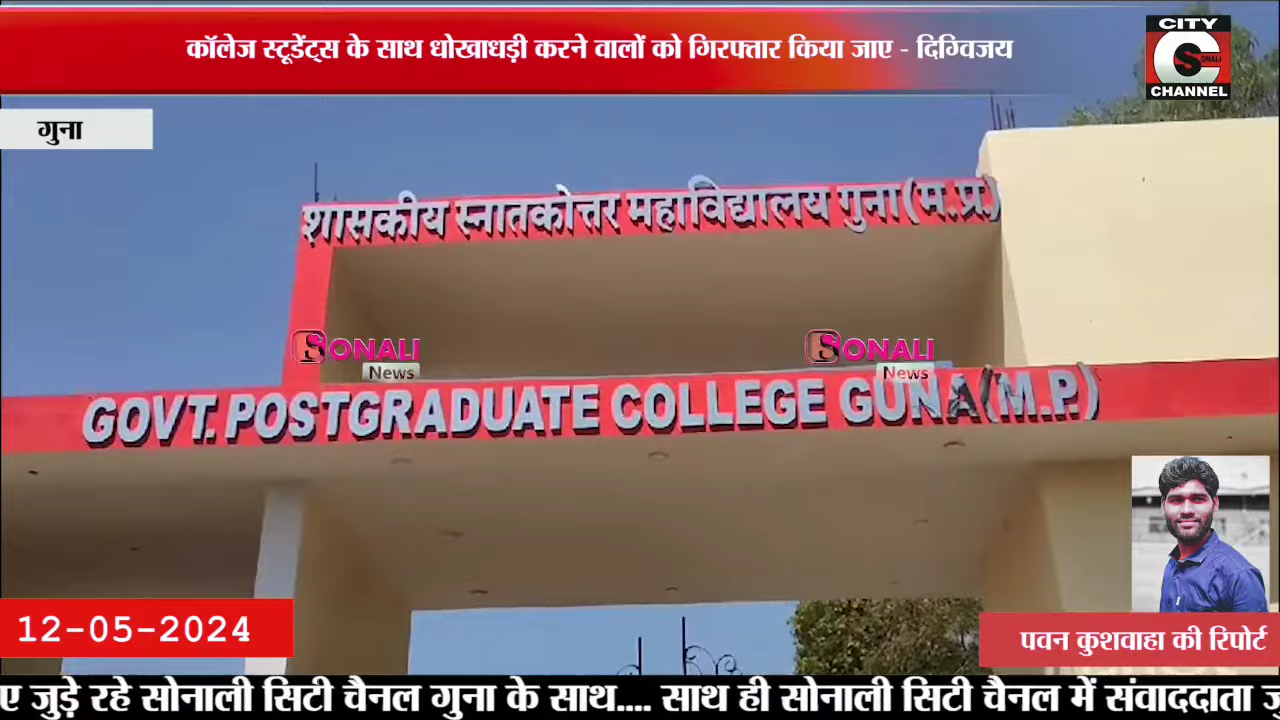 कॉलेज स्टूडेंट्स के साथ धोखाधड़ी करने वालों को गिरफ्तार किया जाए - दिग्विजय
CITY
SONALI
CHANNEL
गुना
शासकीय स्नातकोत्तर महाविद्यालय गुना(म.प्र.)
SONALI
News
SONALI
News
GOVT. POSTGRADUATE COLLEGE GUNA(M.P.)
12-05-2024
पवन कुशवाहा की रिपोर्ट
ए जुड़े रहे सोनाली सिटी चैनल गुना के साथ.... साथ ही सोनाली सिटी चैनल में संवाददाता